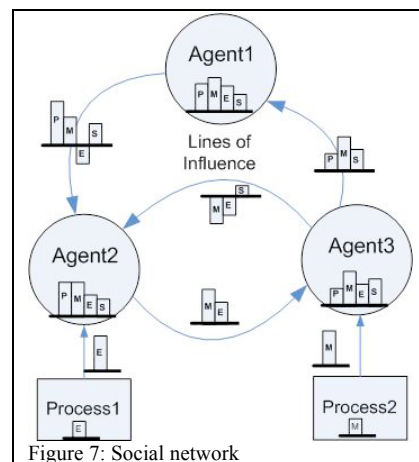 Agent1
P M E S
P M E S
Lines of
Influence
P M S
S
M E
Agent2
P M E S
Agent3
P M E S
M E
E
M
Process1
E
Process2
M
Figure 7: Social network